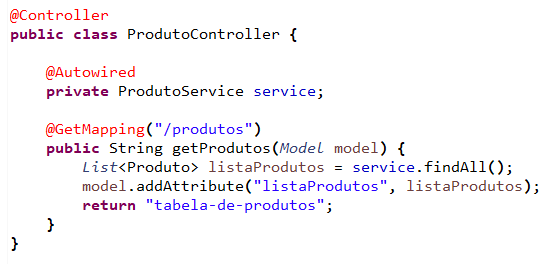 @Controller
public class ProdutoController {
@Autowired
private ProdutoService service;
@GetMapping("/produtos")
public String getProdutos(Model model) {
List<Produto> listaProdutos = service.findAll();
model.addAttribute("listaProdutos", listaProdutos);
return "tabela-de-produtos";
}
}